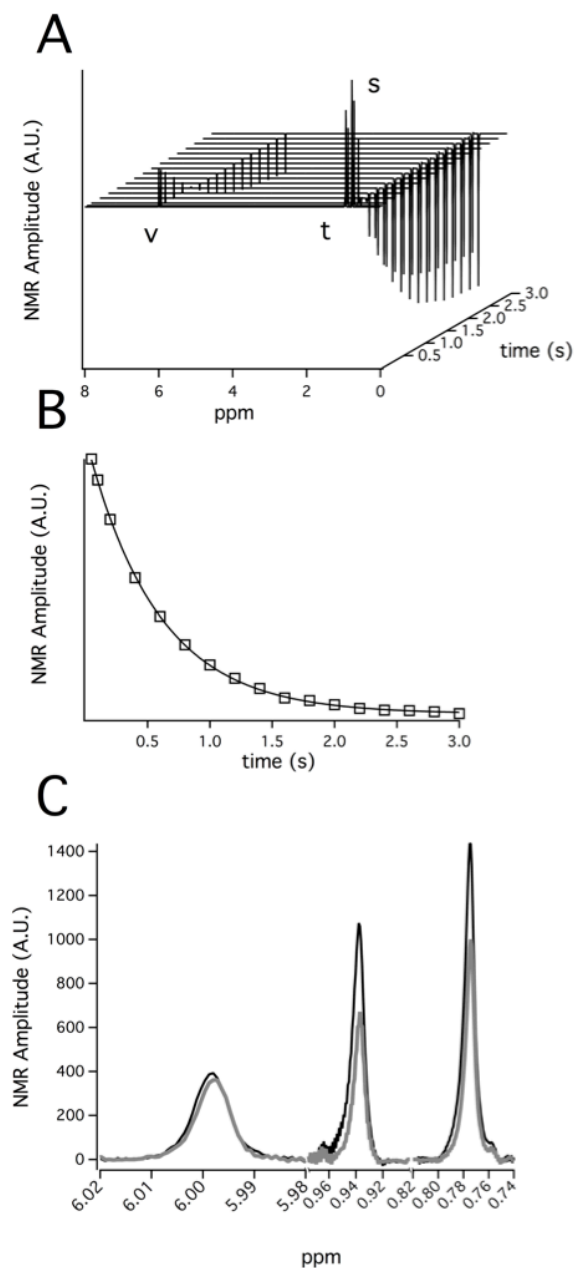 A
NMR Amplitude (A.U.)
s
v
t
3.0
2.5
2.0
1.5
1.0
0.5
time (s)
8 6 4 2 0
ppm
B
NMR Amplitude (A.U.)
0.5 1.0 1.5 2.0 2.5 3.0
time (s)
C
NMR Amplitude (A.U.)
1400
1200
1000
800
600
400
200
0
6.02 6.01 6.00 5.99 5.98 0.96 0.94 0.92 0.82 0.80 0.78 0.76 0.74
ppm